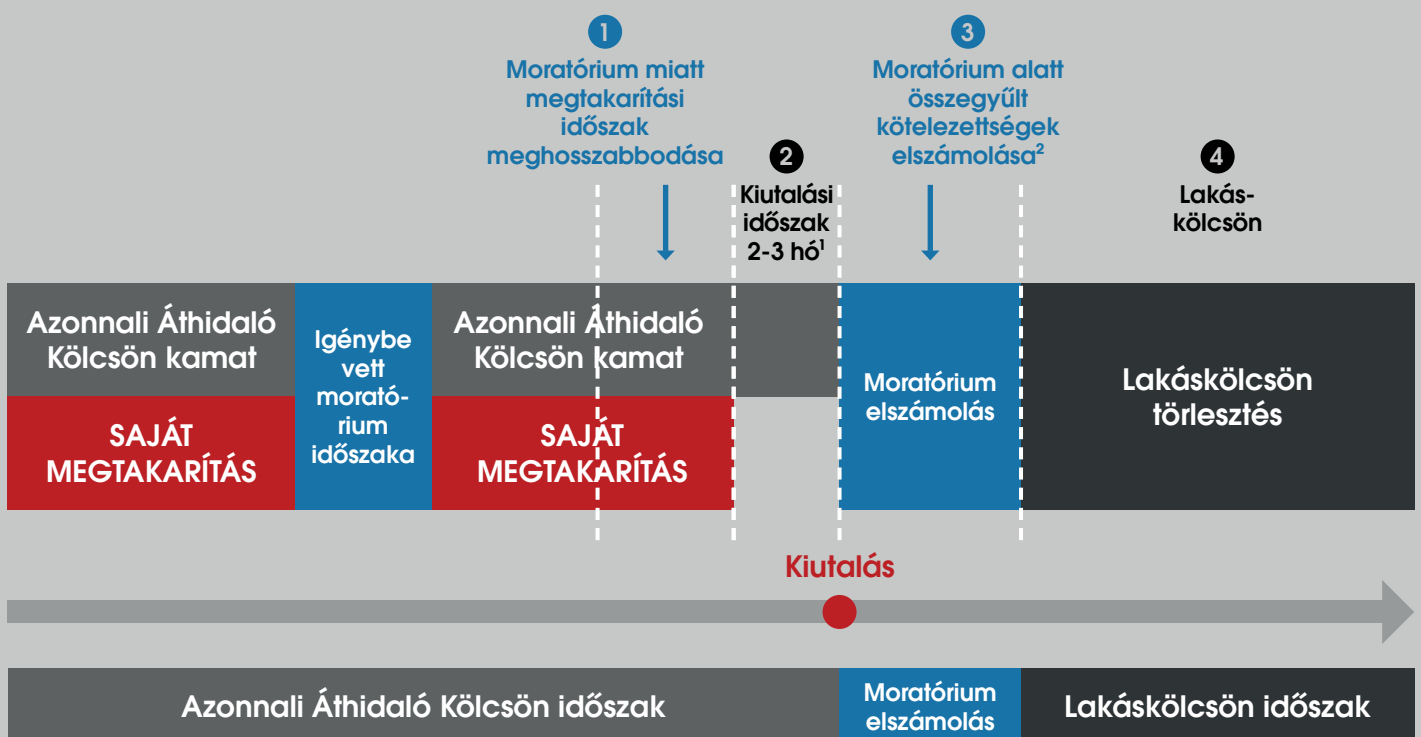 1
Moratórium miatt
megtakarítási
időszak
meghosszabbodása
2
Kiutalási
időszak
2-3 hó¹
3
Moratórium alatt
összegyűlt
kötelezettségek
elszámolása²
4
Lakás-
kölcsön
Azonnali Áthidaló
Kölcsön kamat
SAJÁT
MEGTAKARÍTÁS
Igénybe
vett
morató-
rium
időszaka
Azonnali Áthidaló
Kölcsön kamat
SAJÁT
MEGTAKARÍTÁS
Moratórium
elszámolás
Lakáskölcsön
törlesztés
Kiutalás
Azonnali Áthidaló Kölcsön időszak
Moratórium
elszámolás
Lakáskölcsön időszak